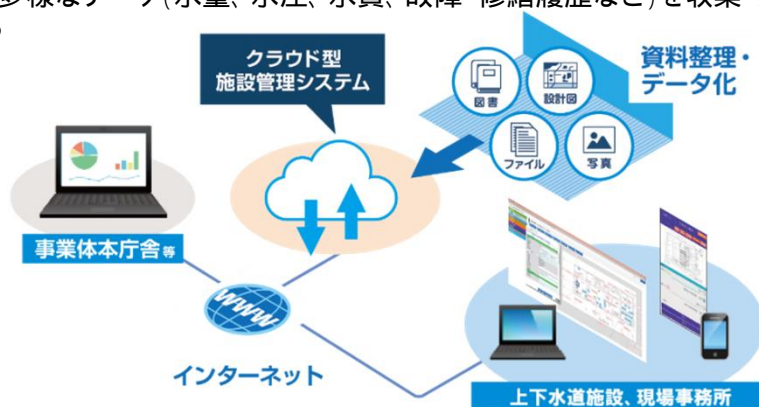 多様なデータ(水量、水圧、水質、故障・修繕履歴など)を収集
クラウド型
施設管理システム
資料整理・
データ化
図書
設計図
ファイル
写真
事業体本庁舎等
WWW
インターネット
上下水道施設、現場事務所